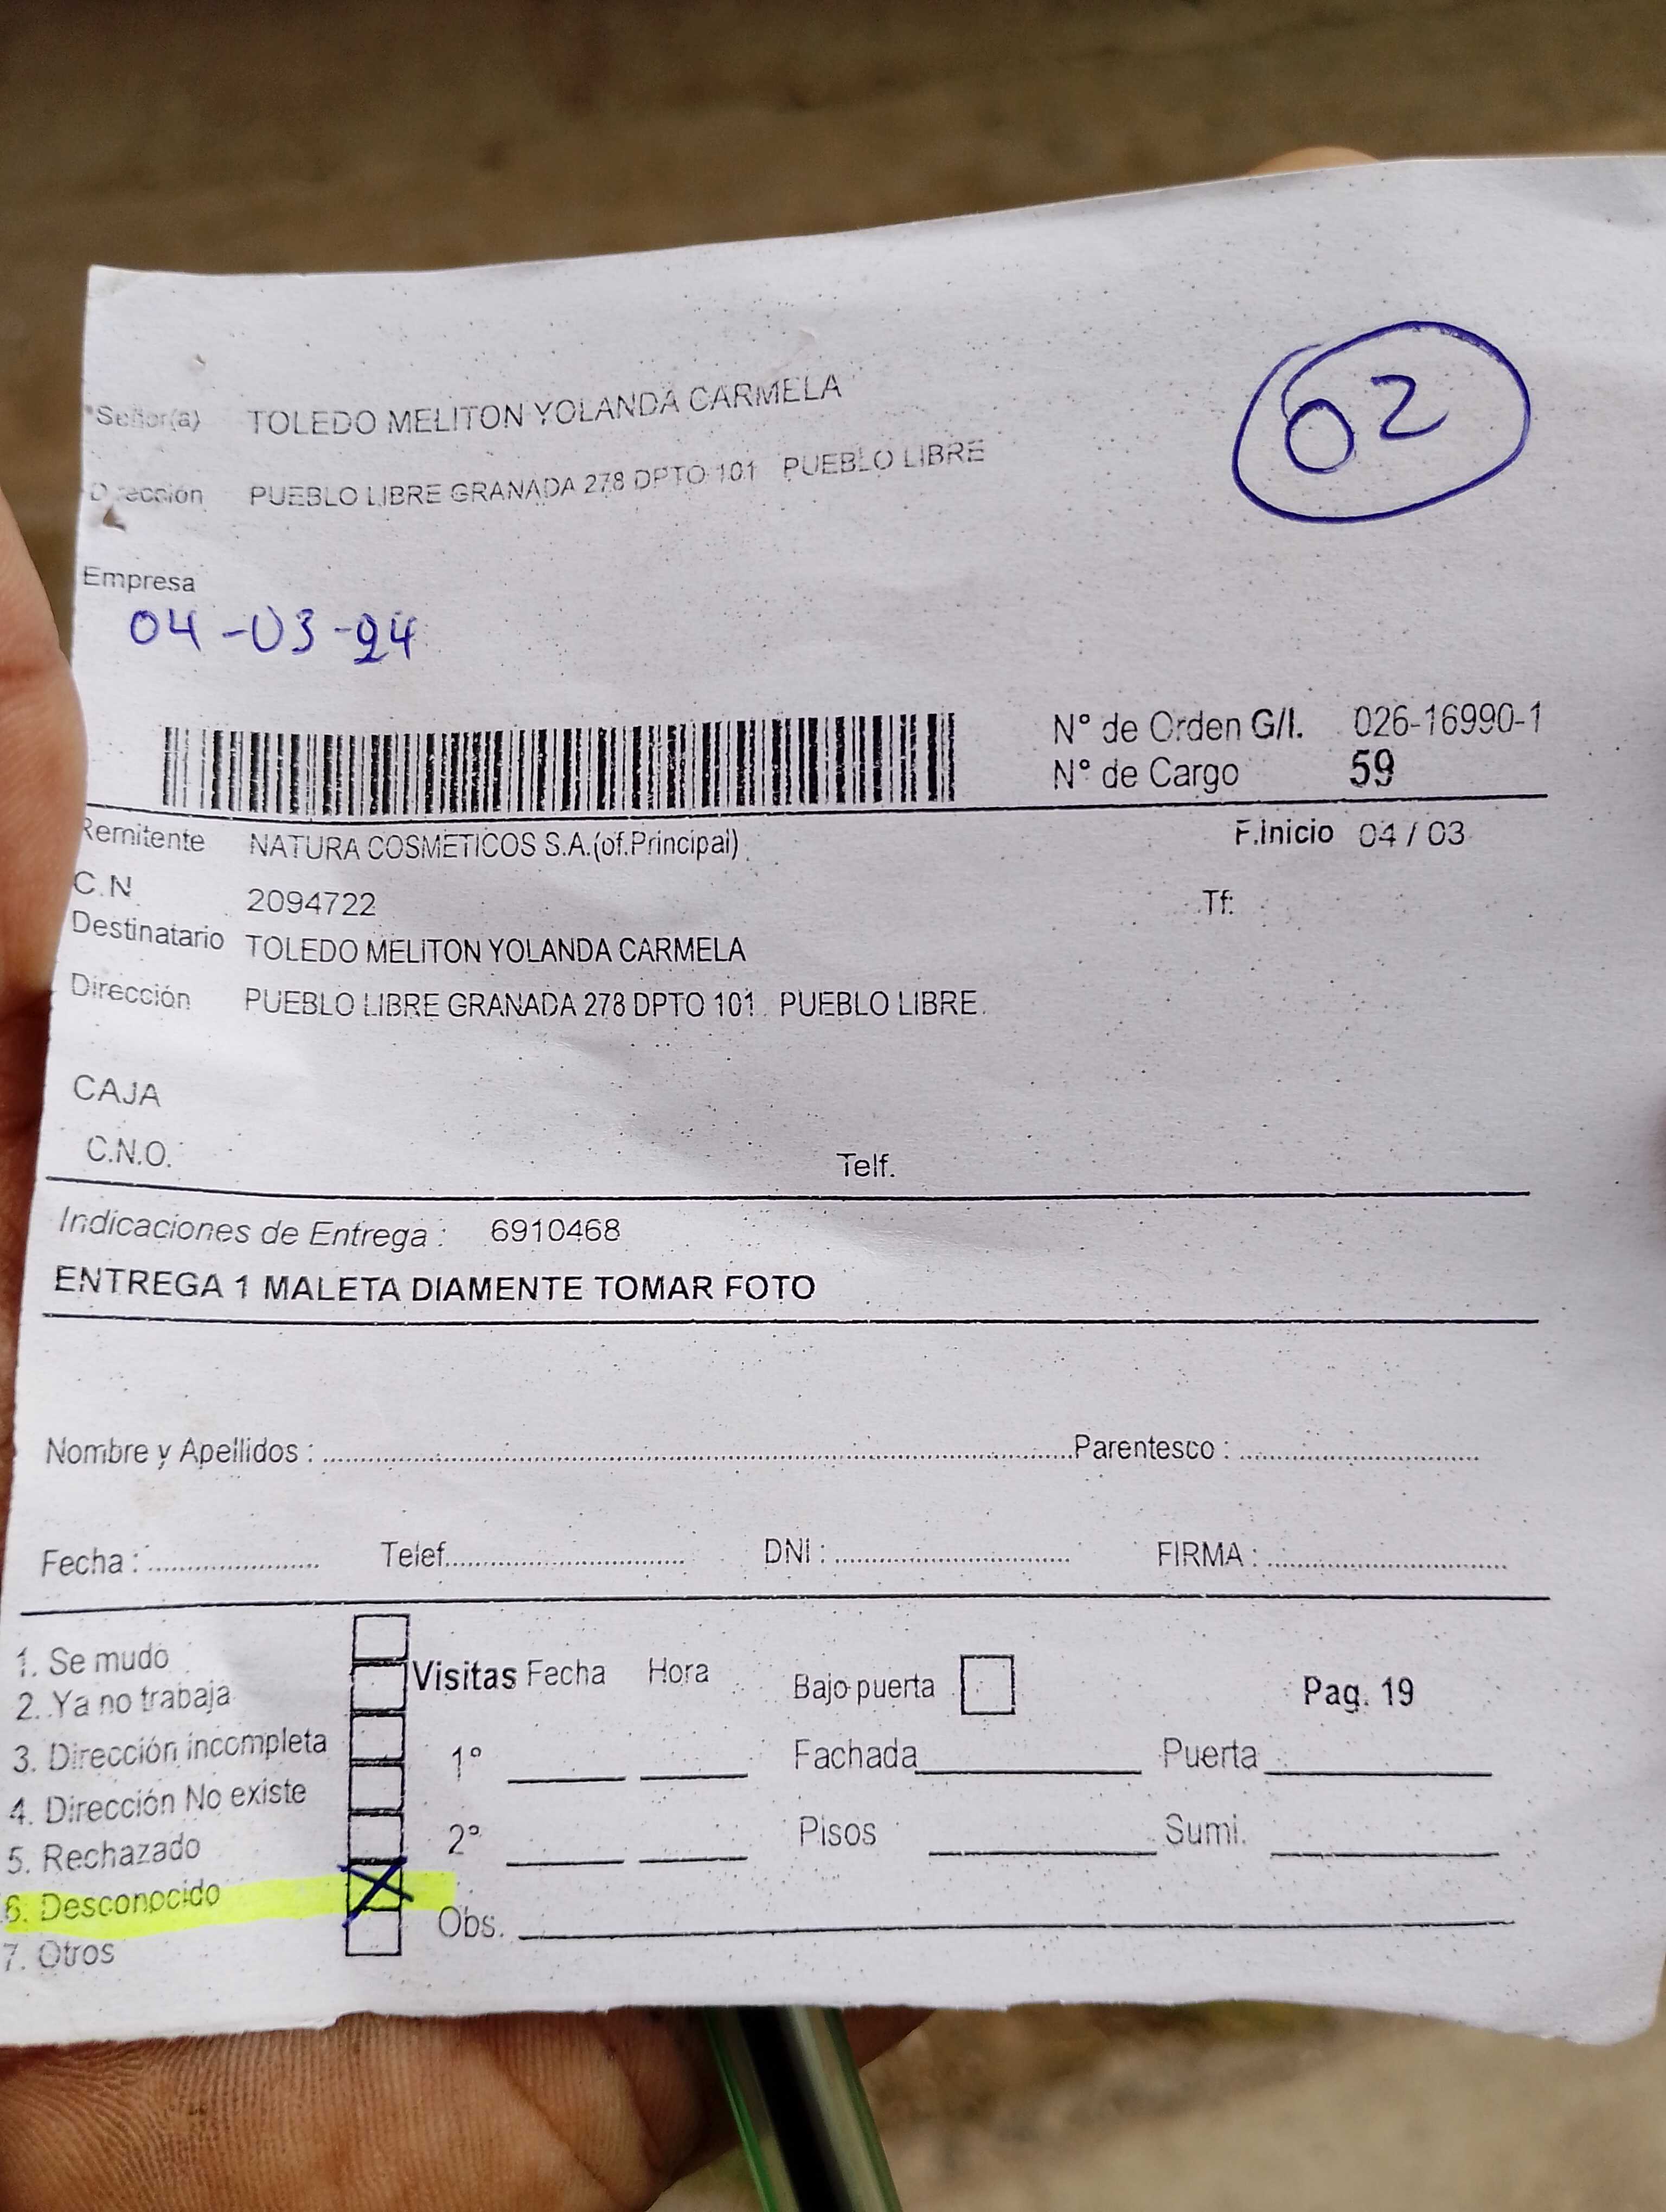 02
Señor(a) TOLEDO MELITON YOLANDA CARMELA
Dirección PUEBLO LIBRE GRANADA 278 DPTO 101 PUEBLO LIBRE
Empresa
04-03-24
N° de Orden G/I. 026-16990-1
N° de Cargo 59
Remitente NATURA COSMETICOS S.A.(of.Principal)
F.Inicio 04 / 03
C.N 2094722 Tf:
Destinatario TOLEDO MELITON YOLANDA CARMELA
Dirección PUEBLO LIBRE GRANADA 278 DPTO 101 PUEBLO LIBRE
CAJA
C.N.O. Telf.
Indicaciones de Entrega : 6910468
ENTREGA 1 MALETA DIAMENTE TOMAR FOTO
Nombre y Apellidos : Parentesco :
Fecha : Telef. DNI : FIRMA :
1. Se mudo
2. Ya no trabaja
3. Dirección incompleta
4. Dirección No existe
5. Rechazado
6. Desconocido X
7. Otros
Visitas Fecha Hora Bajo puerta Pag. 19
1° Fachada Puerta
2° Pisos Sumi.
Obs.